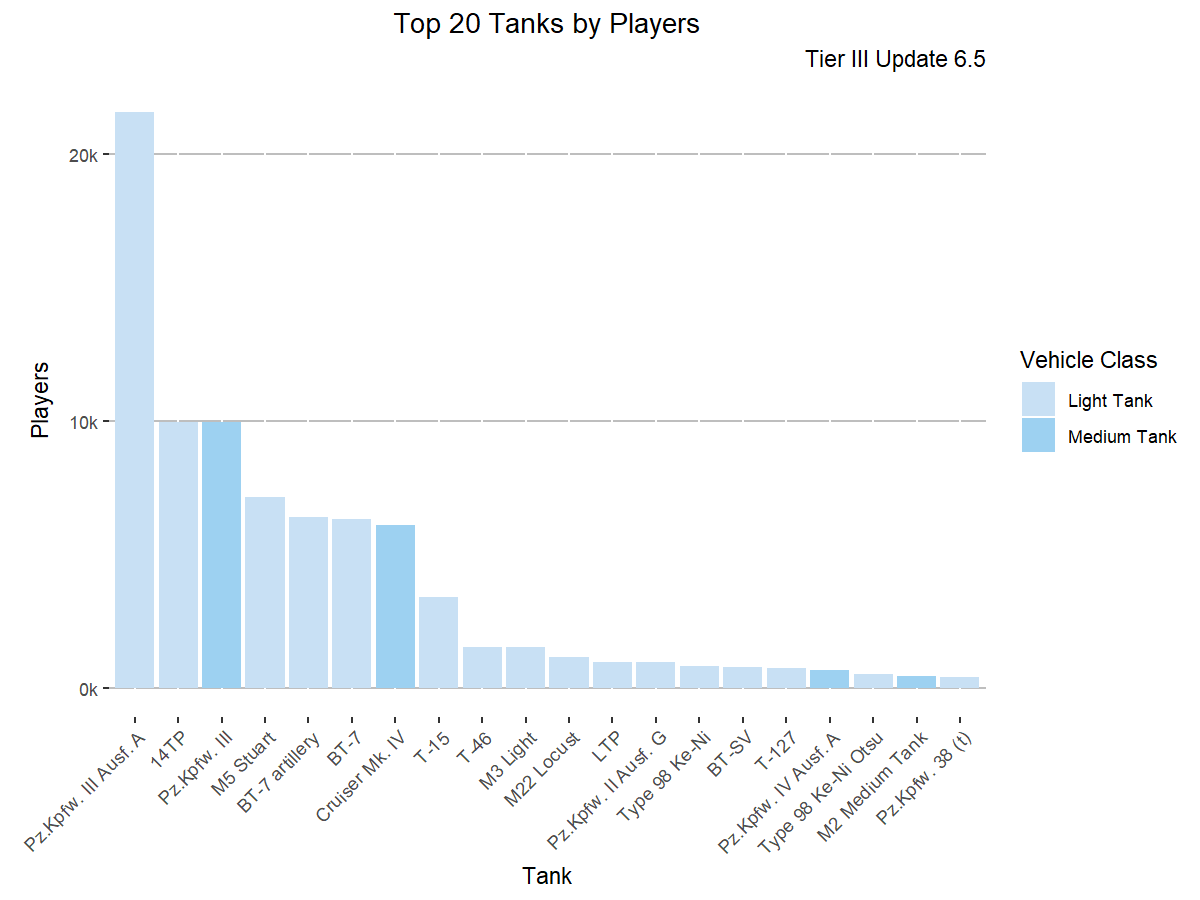 Top 20 Tanks by Players
Tier III Update 6.5
Players
20k
10k
0k
Pz.Kpfw. III Ausf. A
14TP
Pz.Kpfw. III
M5 Stuart
BT-7 artillery
BT-7
Cruiser Mk. IV
T-15
T-46
M3 Light
M22 Locust
LTP
Pz.Kpfw. II Ausf. G
Type 98 Ke-Ni
BT-SV
T-127
Pz.Kpfw. IV Ausf. A
Type 98 Ke-Ni Otsu
M2 Medium Tank
Pz.Kpfw. 38 (t)
Tank
Vehicle Class
Light Tank
Medium Tank